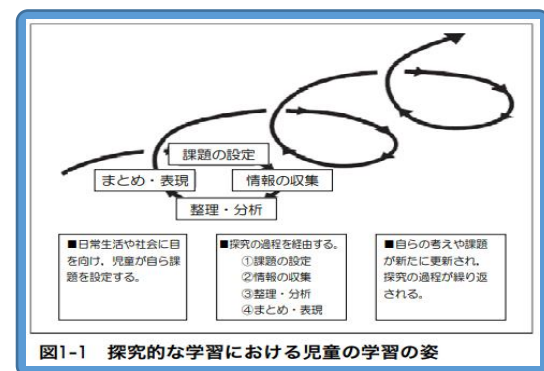 課題の設定
まとめ・表現
情報の収集
整理・分析
■日常生活や社会に目
を向け，児童が自ら課
題を設定する。
■探究の過程を経由する。
①課題の設定
②情報の収集
③整理・分析
④まとめ・表現
■自らの考えや課題
が新たに更新され，
探究の過程が繰り返
される。
図1-1 探究的な学習における児童の学習の姿